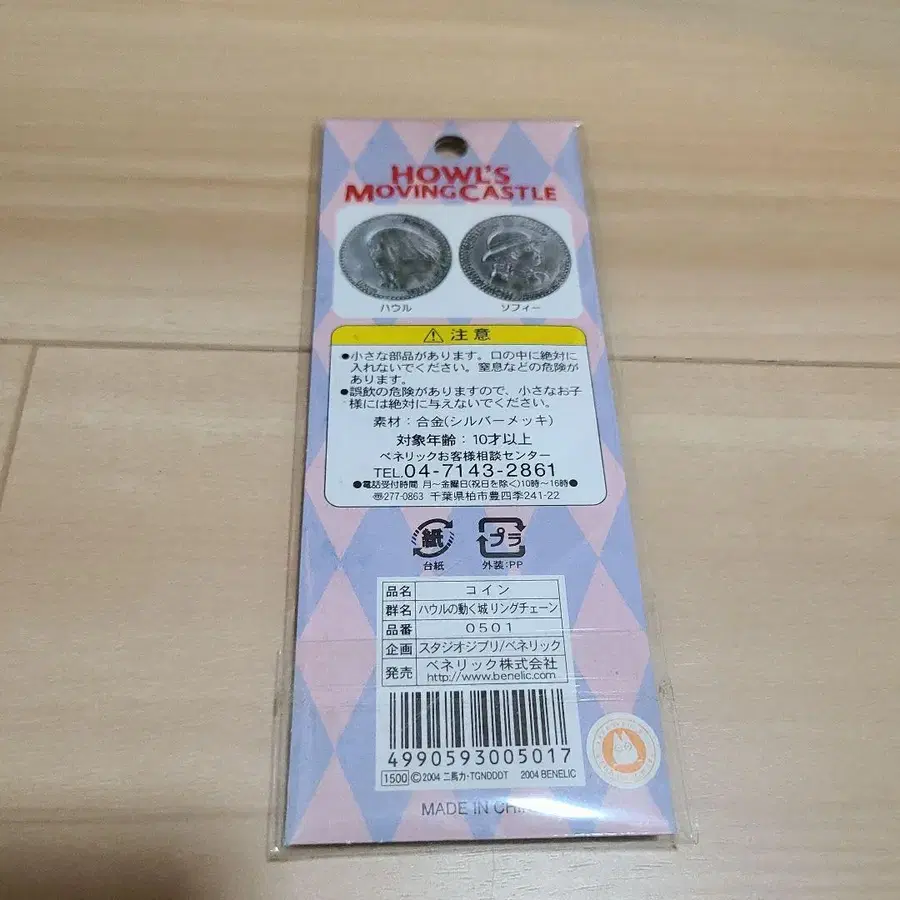 HOWL'S
MOVING CASTLE
ハウル
ソフィー
⚠ 注意
●小さな部品があります。口の中に絶対に
入れないでください。窒息などの危険が
あります。
●誤飲の危険がありますので、小さなお子
様には絶対に与えないでください。
素材：合金(シルバーメッキ)
対象年齢：10才以上
ベネリックお客様相談センター
TEL.04-7143-2861
●電話受付時間 月～金曜日(祝日を除く)10時～16時●
〒277-0863 千葉県柏市豊四季241-22
紙
プラ
台紙
外装:PP
品名 コイン
群名 ハウルの動く城 リングチェーン
品番 0501
企画 スタジオジブリ/ベネリック
発売 ベネリック株式会社
http://www.benelic.com
4990593005017
1500 ©2004 二馬力・TGNDDDT 2004 BENELIC
MADE IN